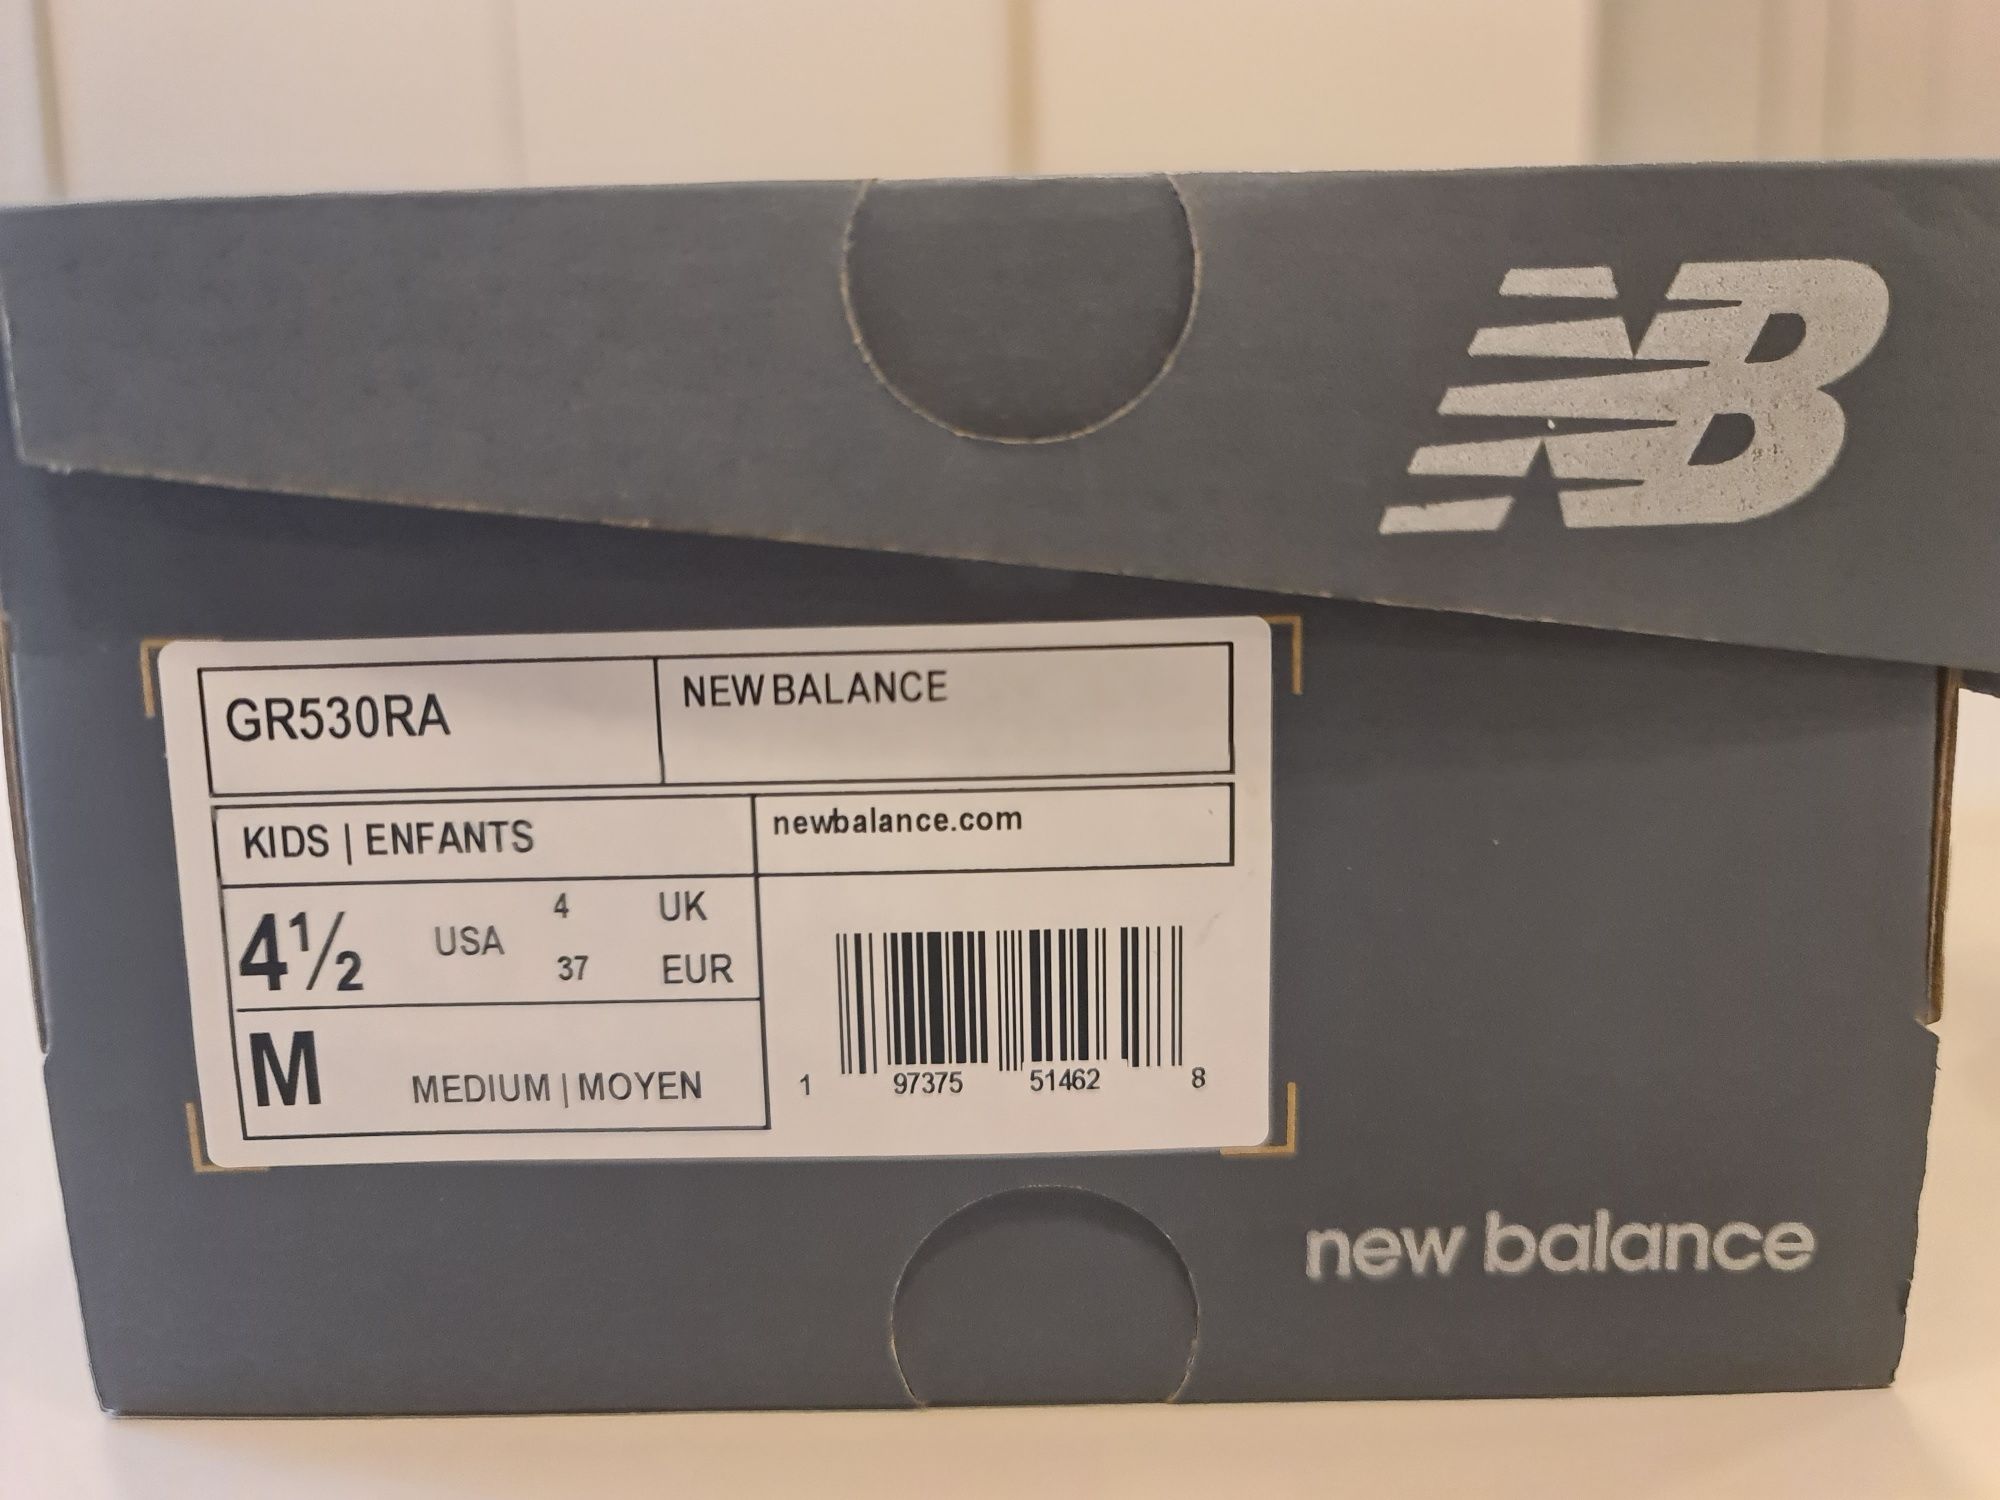 NB
GR530RA
NEW BALANCE
KIDS | ENFANTS
newbalance.com
4½ USA 4 UK
37 EUR
M MEDIUM | MOYEN
1 97375 51462 8
new balance